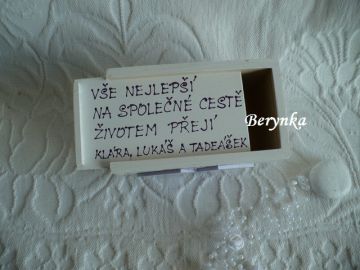 VŠE NEJLEPŠÍ
NA SPOLEČNÉ CESTĚ
ŽIVOTEM PŘEJÍ
KLÁRA, LUKÁŠ A TADEÁŠEK
Berynka